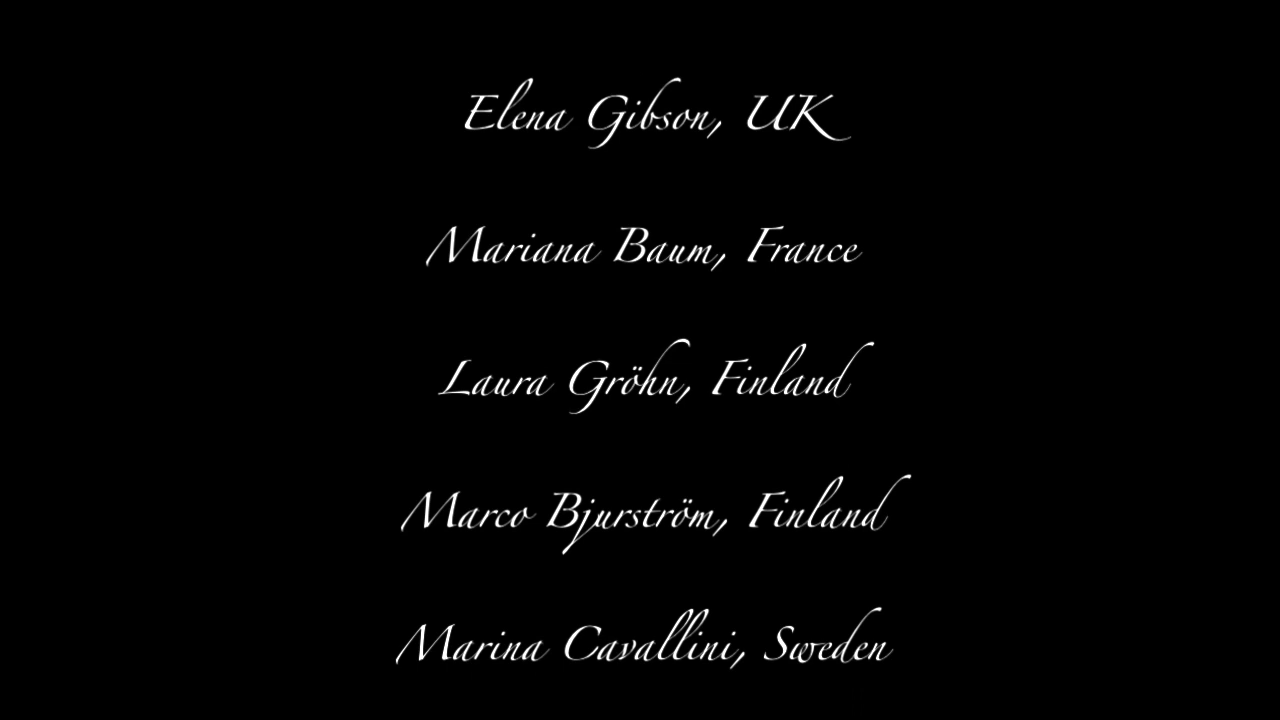 Elena Gibson, UK
Mariana Baum, France
Laura Gröhn, Finland
Marco Bjurström, Finland
Marina Cavallini, Sweden